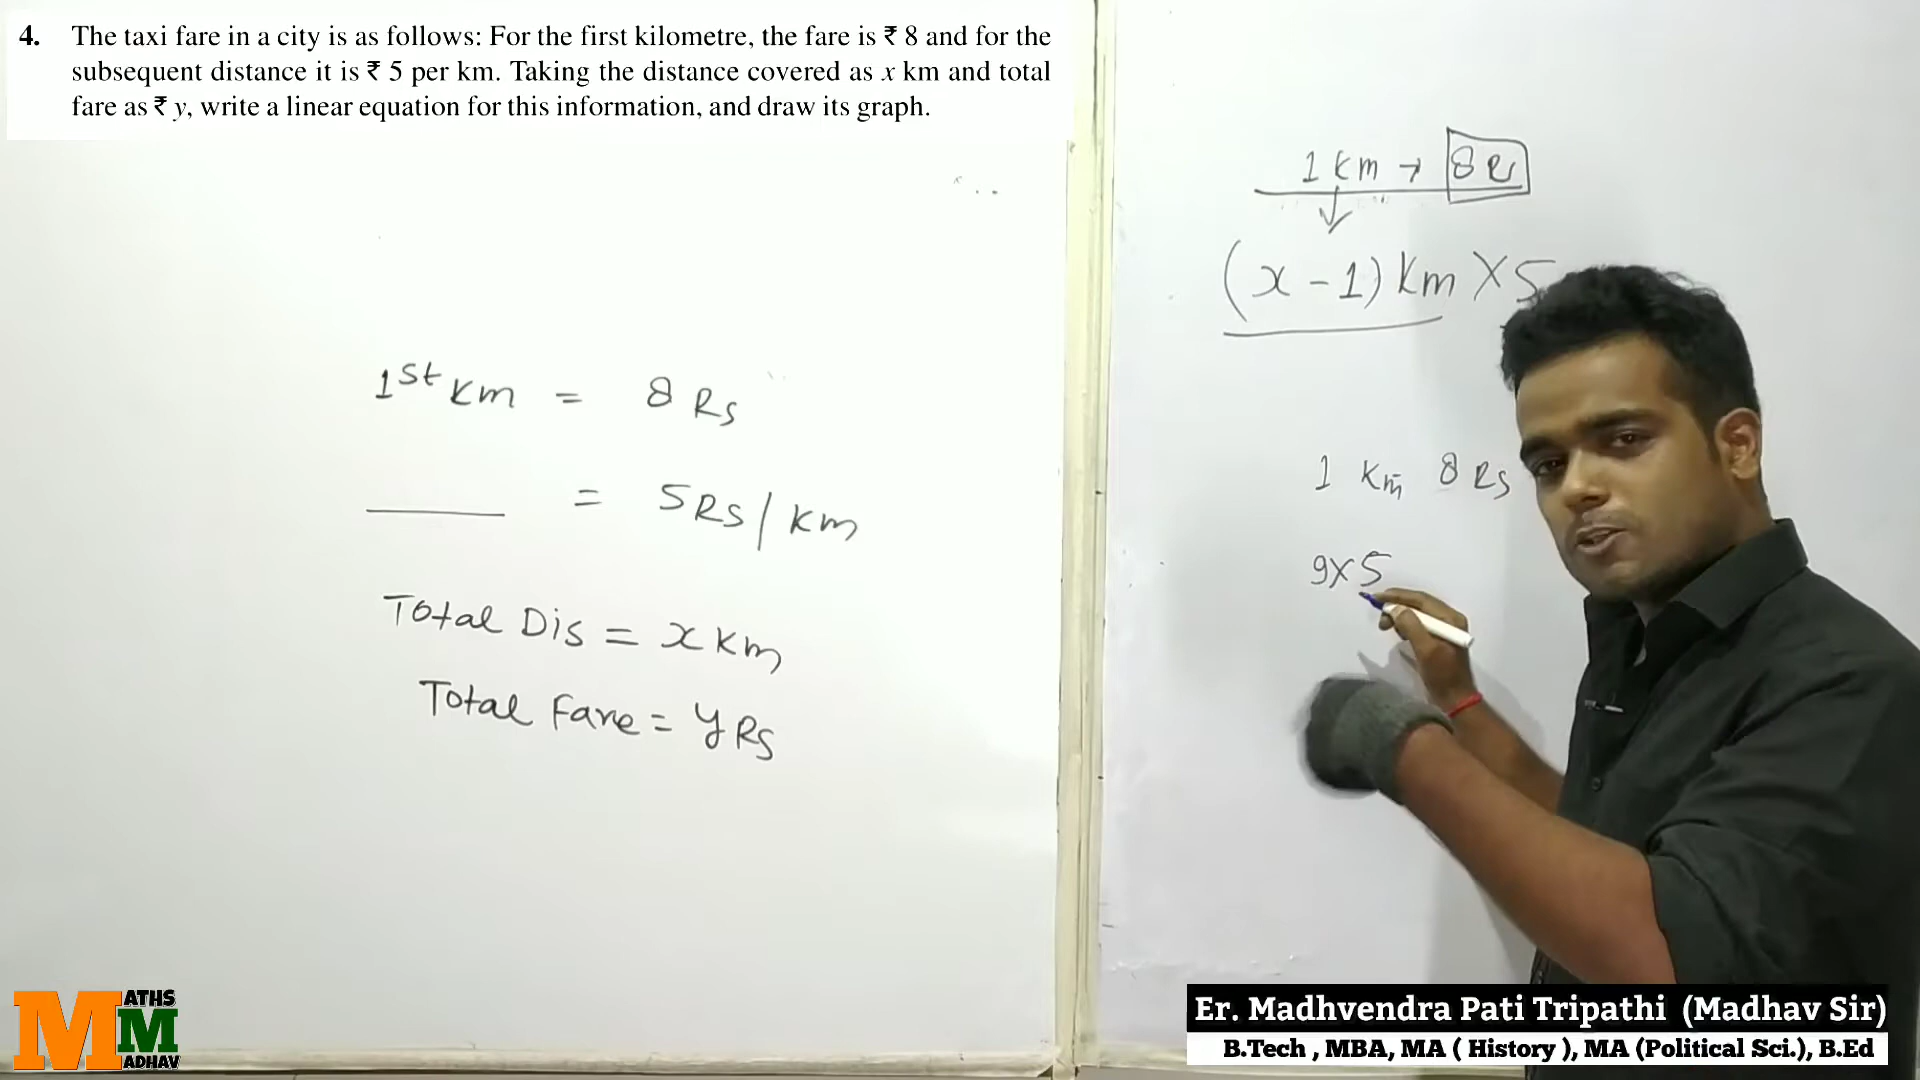 4. The taxi fare in a city is as follows: For the first kilometre, the fare is ₹ 8 and for the
subsequent distance it is ₹ 5 per km. Taking the distance covered as x km and total
fare as ₹ y, write a linear equation for this information, and draw its graph.
1st km = 8 Rs
= 5 Rs / km
Total Dis = x km
Total fare = y Rs
1 km → 8 Rs
(x - 1) km × 5
1 km 8 Rs
9 × 5
MATHS
MADHAV
Er. Madhvendra Pati Tripathi (Madhav Sir)
B.Tech , MBA, MA ( History ), MA (Political Sci.), B.Ed